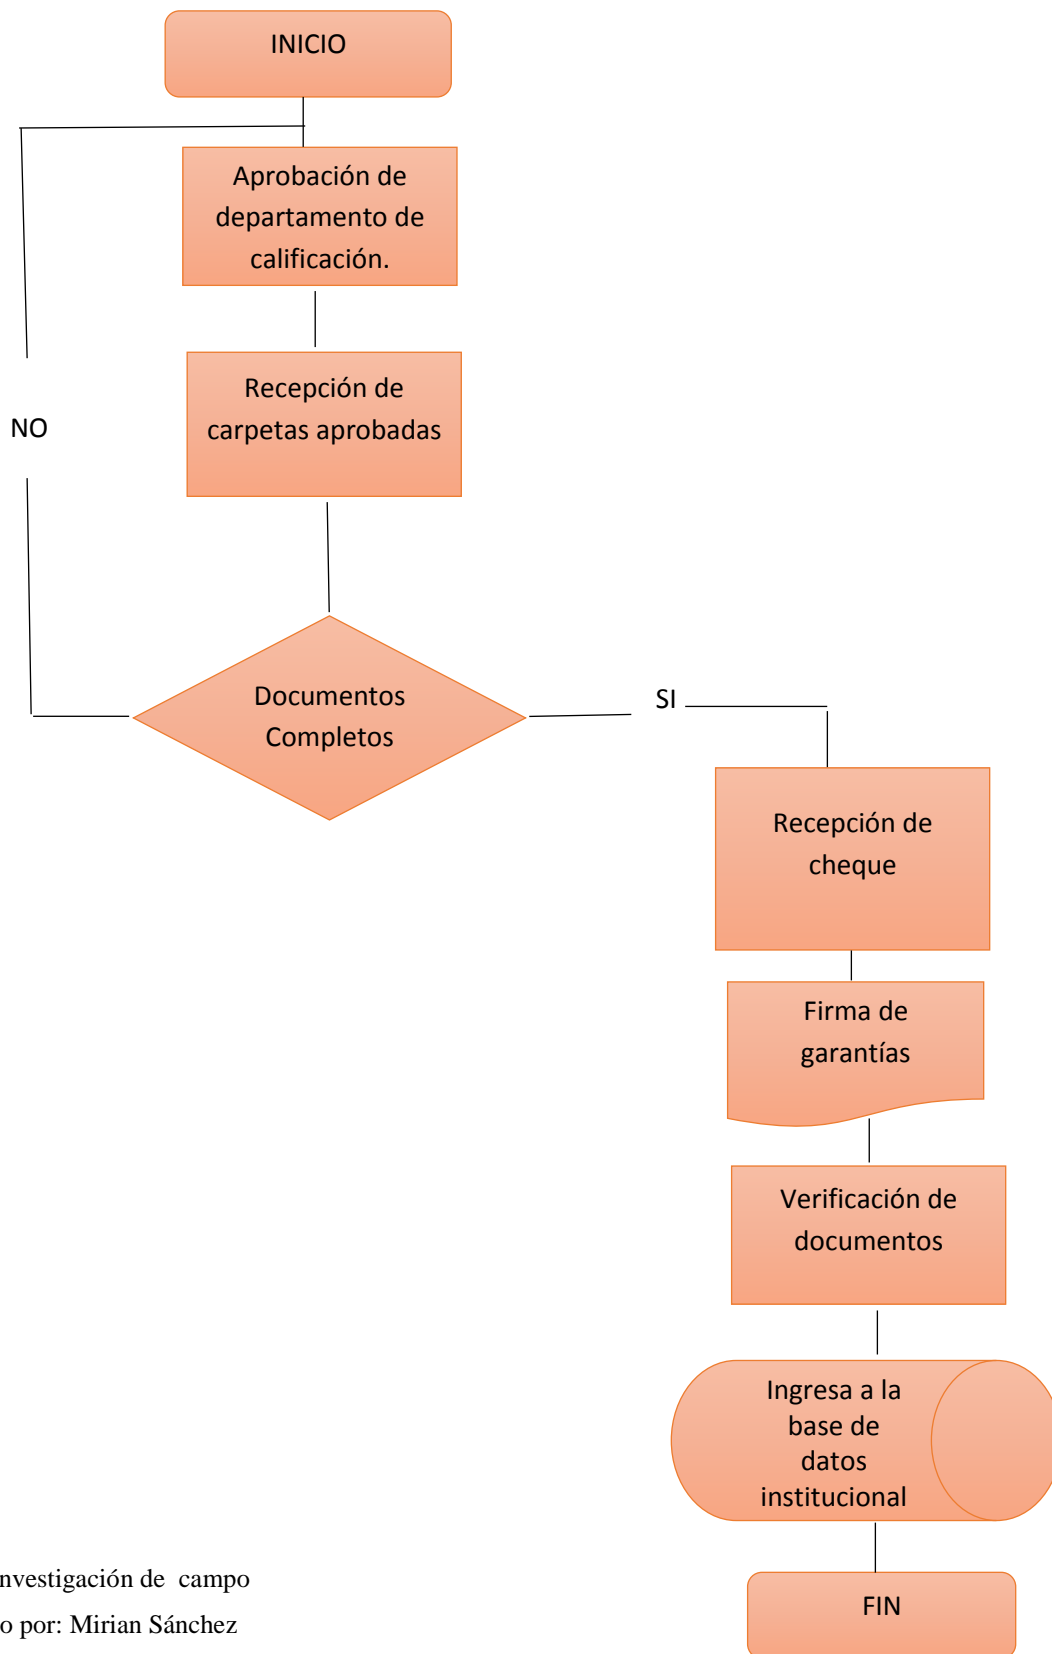 INICIO
Aprobación de
departamento de
calificación.
Recepción de
carpetas aprobadas
NO
Documentos
Completos
SI
Recepción de
cheque
Firma de
garantías
Verificación de
documentos
Ingresa a la
base de
datos
institucional
FIN
nvestigación de campo
o por: Mirian Sánchez